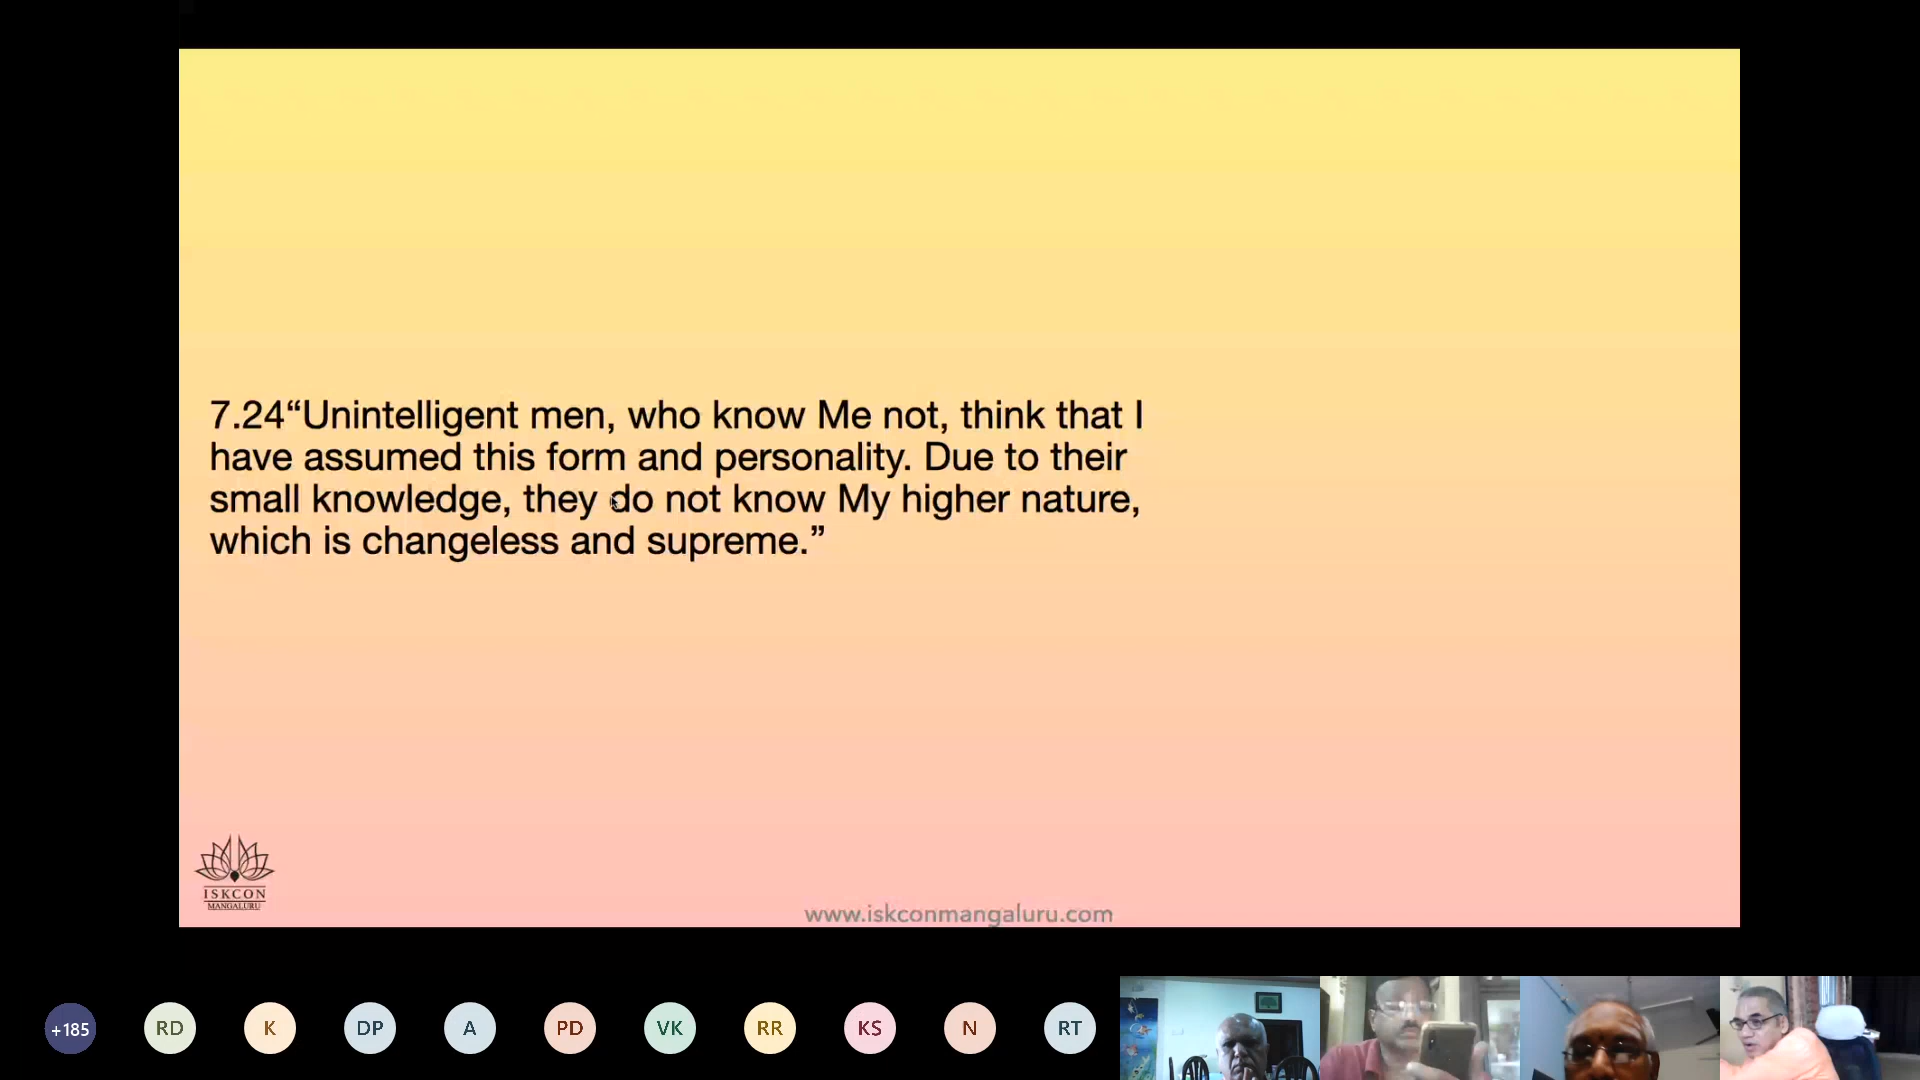 7.24“Unintelligent men, who know Me not, think that I
have assumed this form and personality. Due to their
small knowledge, they do not know My higher nature,
which is changeless and supreme.”
ISKCON
MANGALURU
www.iskconmangaluru.com
+185 RD K DP A PD VK RR KS N RT